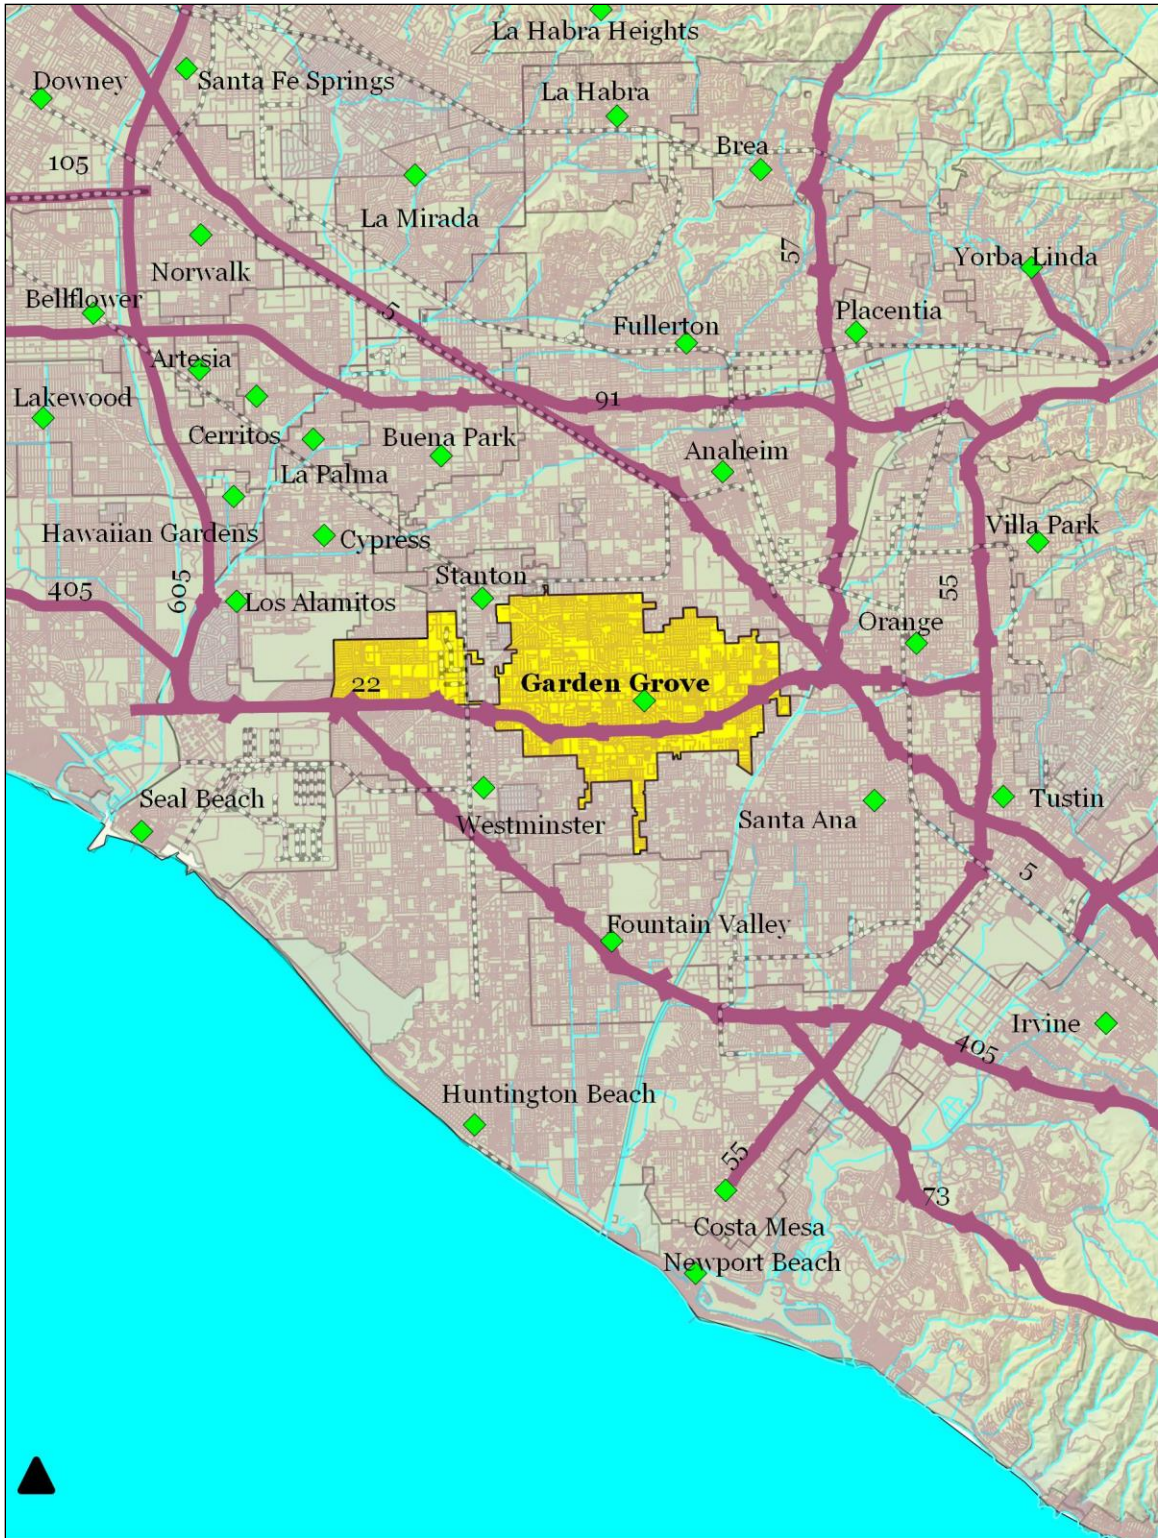 La Habra Heights
Downey
Santa Fe Springs
La Habra
Brea
105
La Mirada
57
Norwalk
Yorba Linda
Bellflower
5
Placentia
Fullerton
Artesia
Lakewood
91
Cerritos
Buena Park
Anaheim
La Palma
Hawaiian Gardens
Cypress
Villa Park
Stanton
405
605
55
Los Alamitos
Orange
22
Garden Grove
Seal Beach
Tustin
Westminster
Santa Ana
5
Fountain Valley
Irvine
405
Huntington Beach
55
73
Costa Mesa
Newport Beach